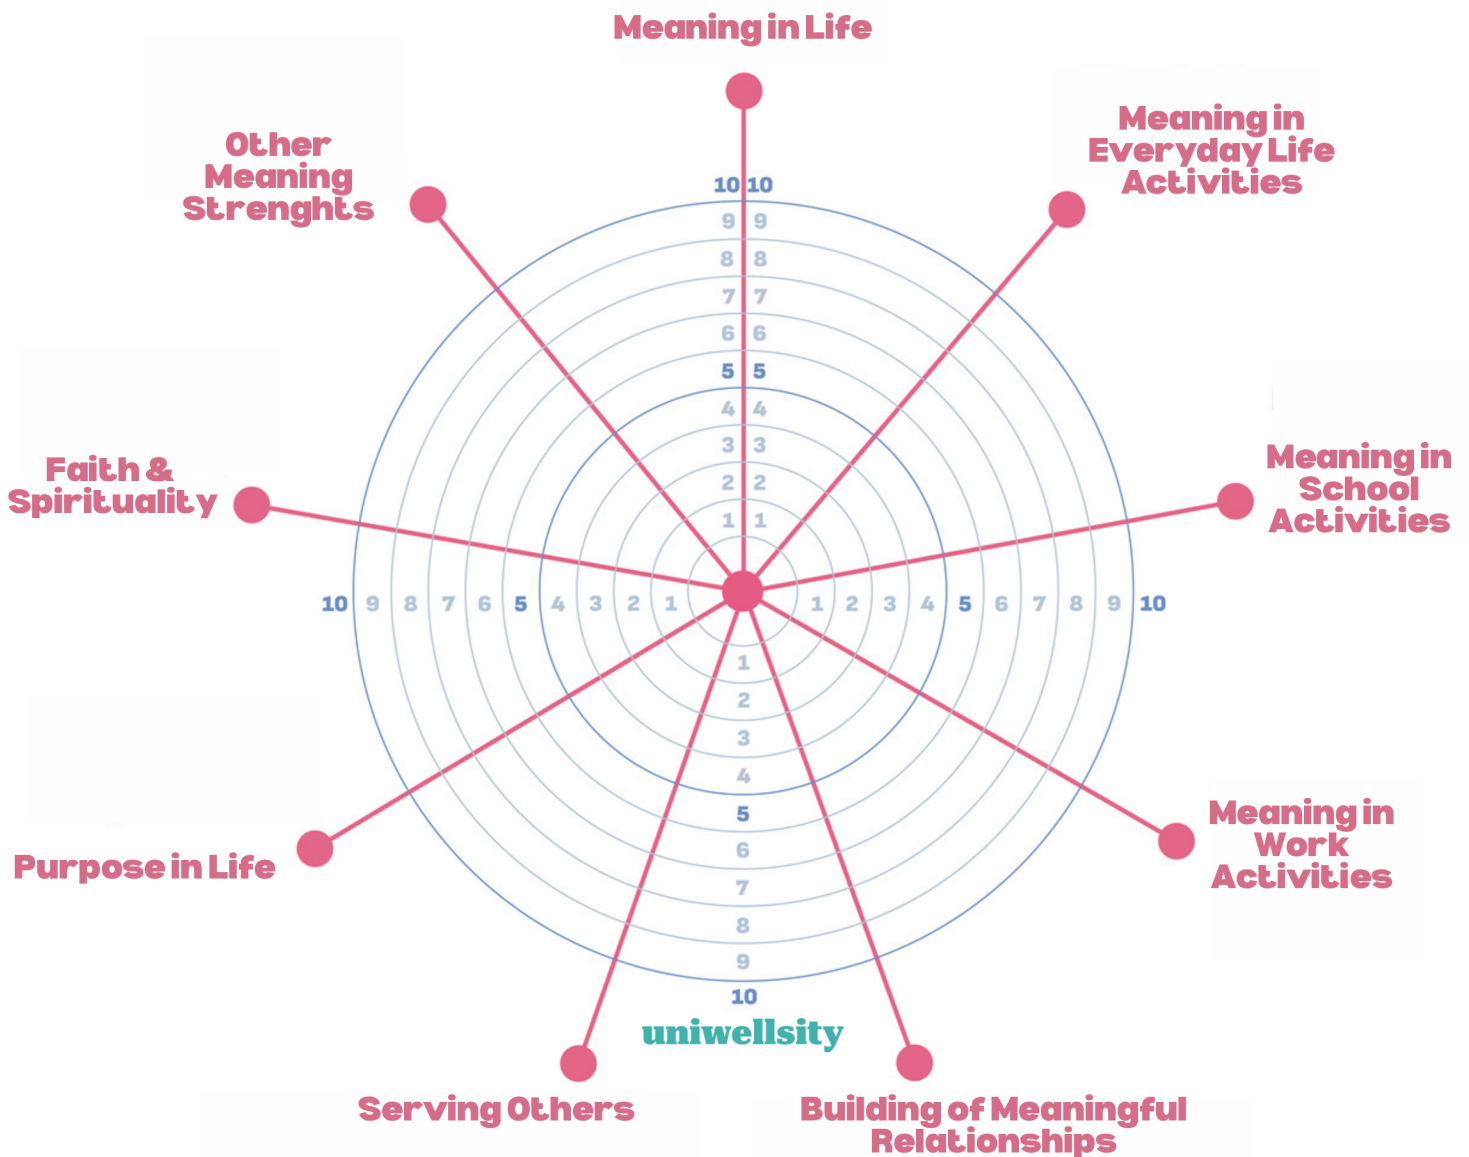 Meaning in Life
Meaning in
Everyday Life
Activities
Other
Meaning
Strenghts
10 10
9 9
8 8
7 7
6 6
5 5
4 4
3 3
2 2
1 1
Faith &
Spirituality
Meaning in
School
Activities
10 9 8 7 6 5 4 3 2 1 1 2 3 4 5 6 7 8 9 10
1
2
3
4
5
6
7
8
9
10
Meaning in
Work
Activities
Purpose in Life
uniwellsity
Serving Others
Building of Meaningful
Relationships